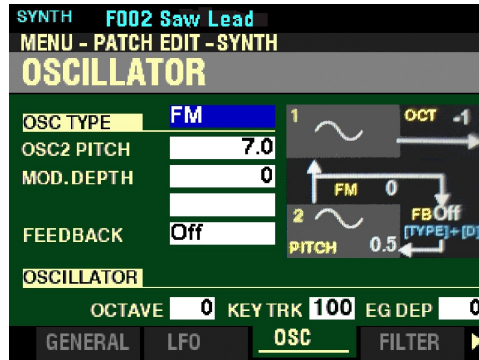 SYNTH F002 Saw Lead
MENU - PATCH EDIT - SYNTH
OSCILLATOR
OSC TYPE FM
OSC2 PITCH 7.0
MOD.DEPTH 0
FEEDBACK Off
1 OCT -1
FM 0
2 FB Off
[TYPE]+[D]
PITCH 0.5
OSCILLATOR
OCTAVE 0 KEY TRK 100 EG DEP 0
GENERAL LFO OSC FILTER